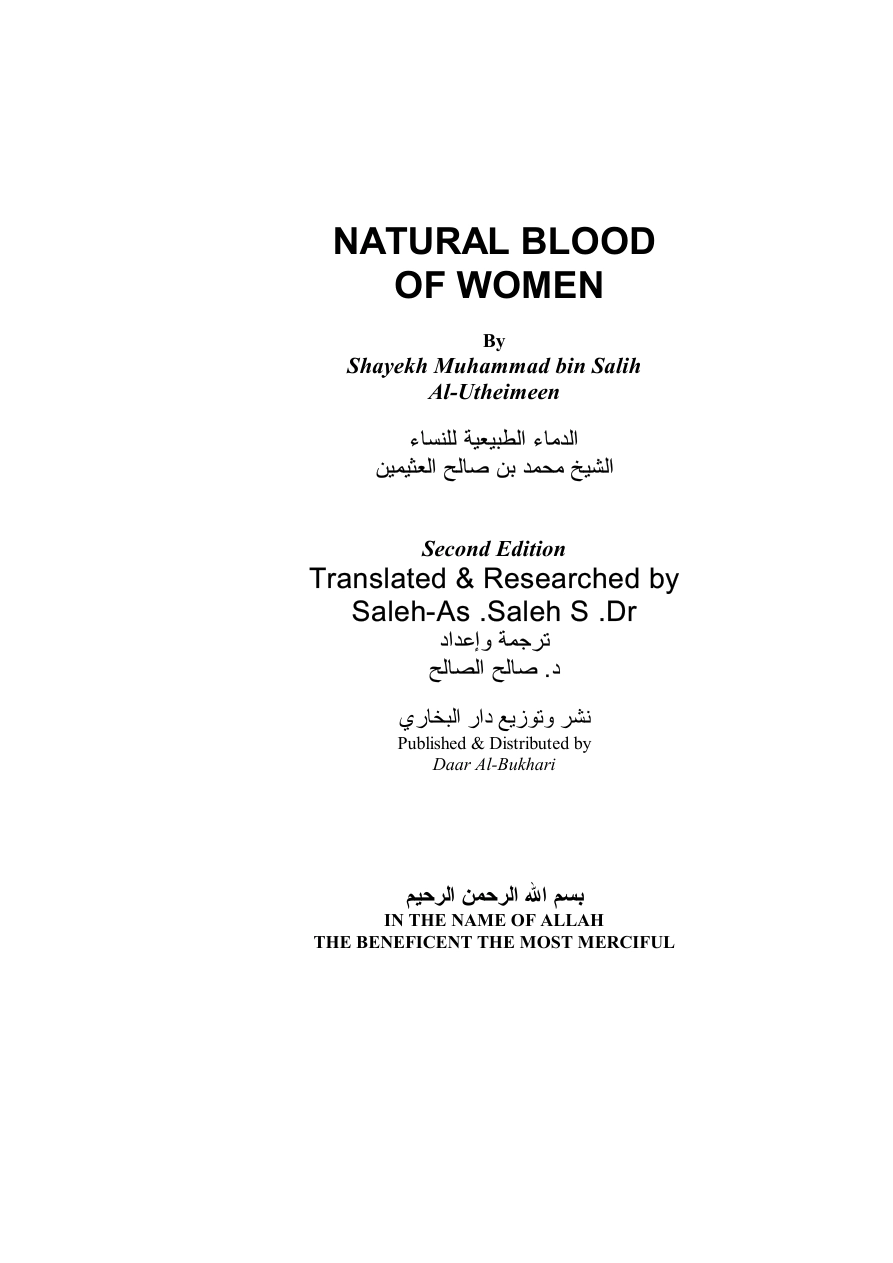 NATURAL BLOOD
OF WOMEN
By
Shayekh Muhammad bin Salih
Al-Utheimeen
الدماء الطبيعية للنساء
الشيخ محمد بن صالح العثيمين
Second Edition
Translated & Researched by
Saleh-As .Saleh S .Dr
ترجمة وإعداد
د. صالح الصالح
نشر وتوزيع دار البخاري
Published & Distributed by
Daar Al-Bukhari
بسم الله الرحمن الرحيم
IN THE NAME OF ALLAH
THE BENEFICENT THE MOST MERCIFUL